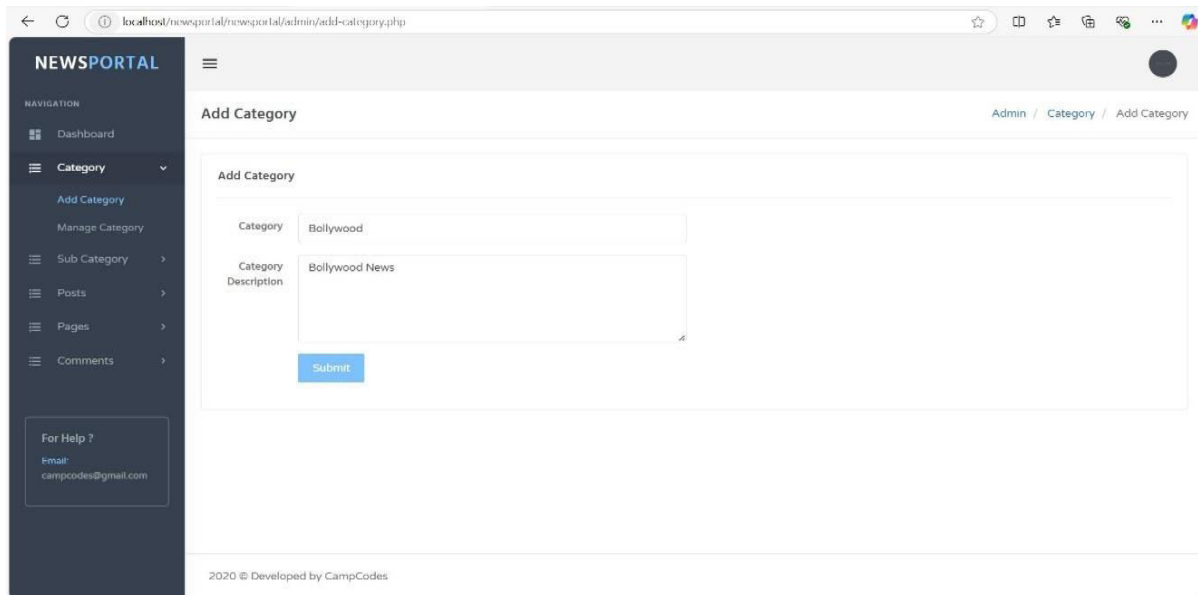 localhost/newsportal/newsportal/admin/add-category.php
NEWSPORTAL
NAVIGATION
Dashboard
Category
Add Category
Manage Category
Sub Category
Posts
Pages
Comments
For Help ?
Email:
campcodes@gmail.com
Add Category
Admin / Category / Add Category
Add Category
Category
Bollywood
Category
Description
Bollywood News
Submit
2020 © Developed by CampCodes